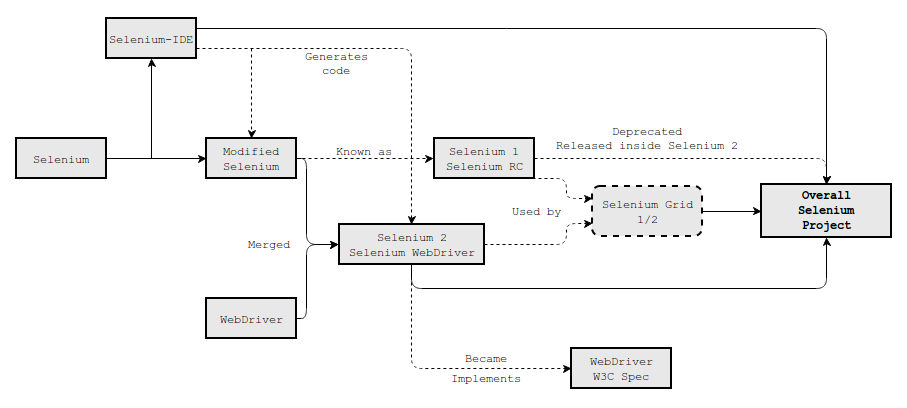 Selenium-IDE
Generates
code
Deprecated
Released inside Selenium 2
Selenium
Modified
Selenium
Known as
Selenium 1
Selenium RC
Overall
Selenium
Project
Selenium Grid
1/2
Used by
Merged
Selenium 2
Selenium WebDriver
WebDriver
Became
Implements
WebDriver
W3C Spec